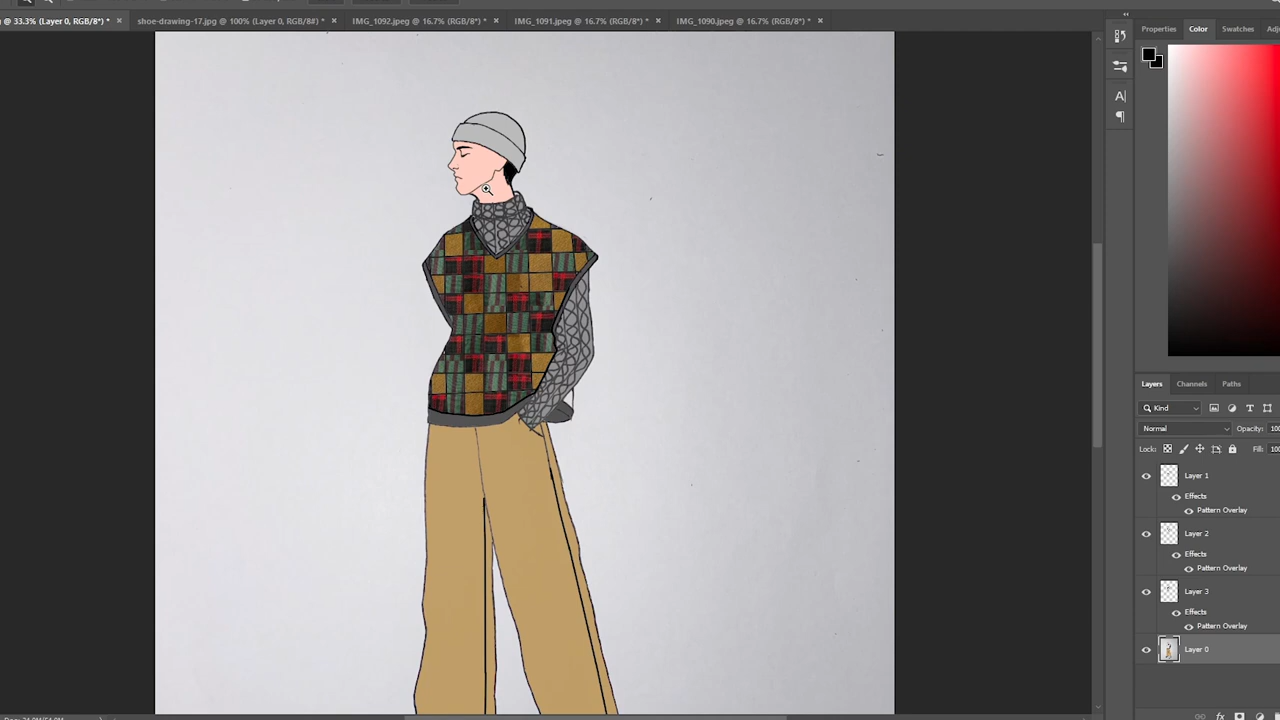 @ 33.3% (Layer 0, RGB/8*) * × shoe-drawing-17.jpg @ 100% (Layer 0, RGB/8#) * × IMG_1092.jpeg @ 16.7% (RGB/8*) * × IMG_1091.jpeg @ 16.7% (RGB/8*) * × IMG_1090.jpeg @ 16.7% (RGB/8*) * ×
Properties Color Swatches
Layers Channels Paths
Kind
Normal Opacity:
Lock: Fill:
Layer 1
Effects
Pattern Overlay
Layer 2
Effects
Pattern Overlay
Layer 3
Effects
Pattern Overlay
Layer 0
fx